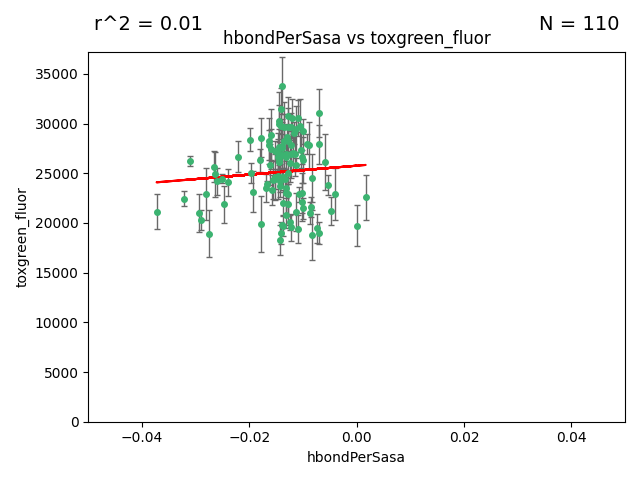 r^2 = 0.01
N = 110
hbondPerSasa vs toxgreen_fluor
35000
30000
25000
20000
15000
10000
5000
0
toxgreen_fluor
−0.04
−0.02
0.00
0.02
0.04
hbondPerSasa